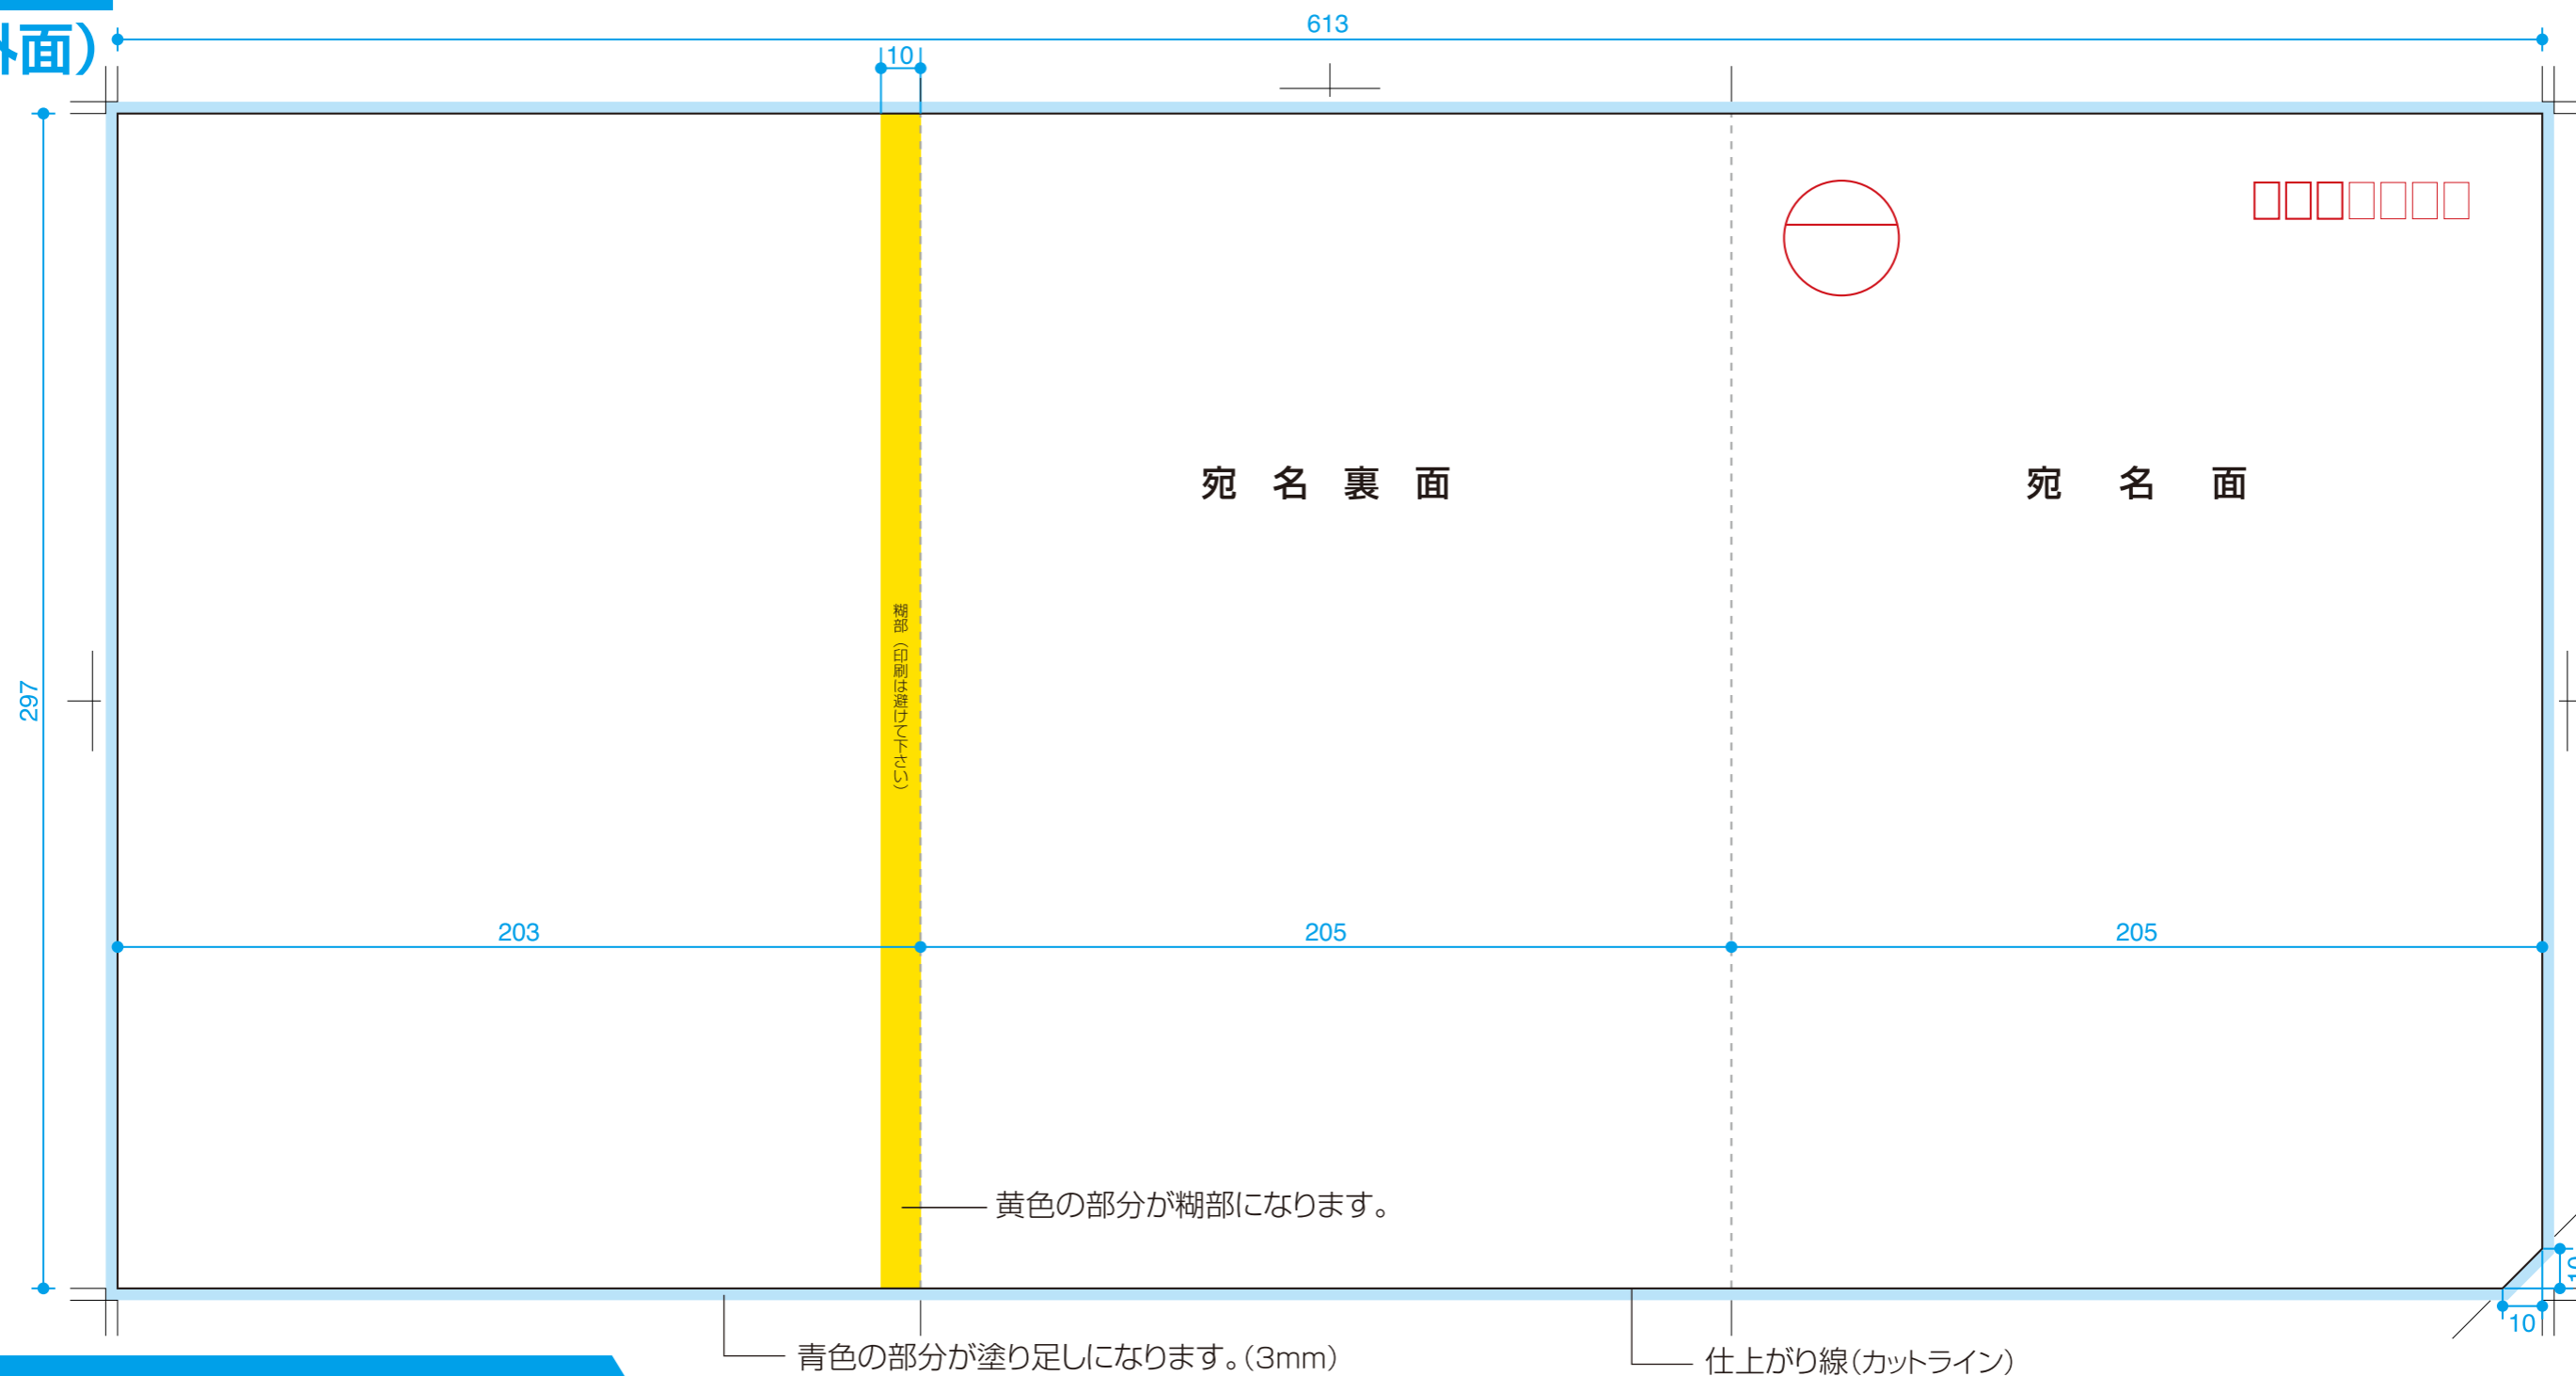 面)
613
10
宛名裏面
宛名面
糊部（印刷は避けて下さい）
297
203
205
205
黄色の部分が糊部になります。
10
10
青色の部分が塗り足しになります。(3mm)
仕上がり線(カットライン)